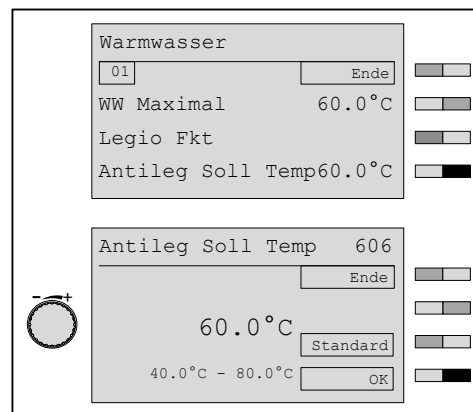 Warmwasser
01 Ende
WW Maximal 60.0°C
Legio Fkt
Antileg Soll Temp60.0°C
Antileg Soll Temp 606
Ende
- +
60.0°C
Standard
40.0°C - 80.0°C OK